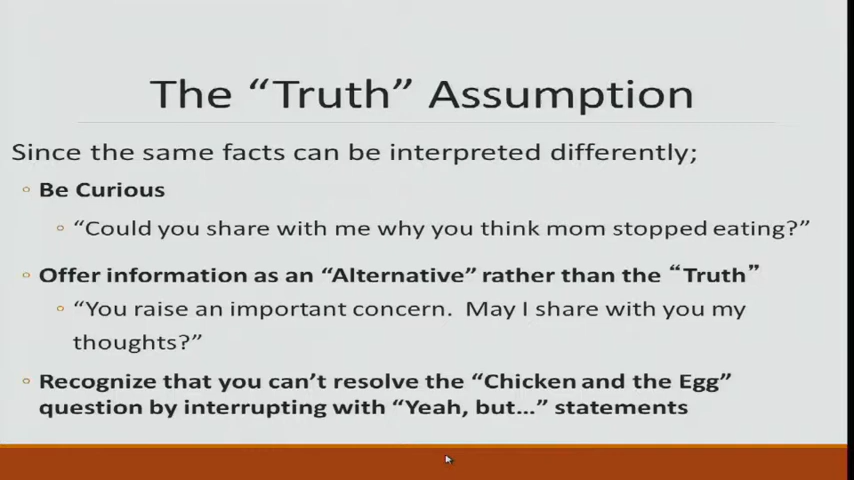 The “Truth” Assumption
Since the same facts can be interpreted differently;
Be Curious
“Could you share with me why you think mom stopped eating?”
Offer information as an “Alternative” rather than the “Truth”
“You raise an important concern.  May I share with you my
thoughts?”
Recognize that you can’t resolve the “Chicken and the Egg”
question by interrupting with “Yeah, but…” statements